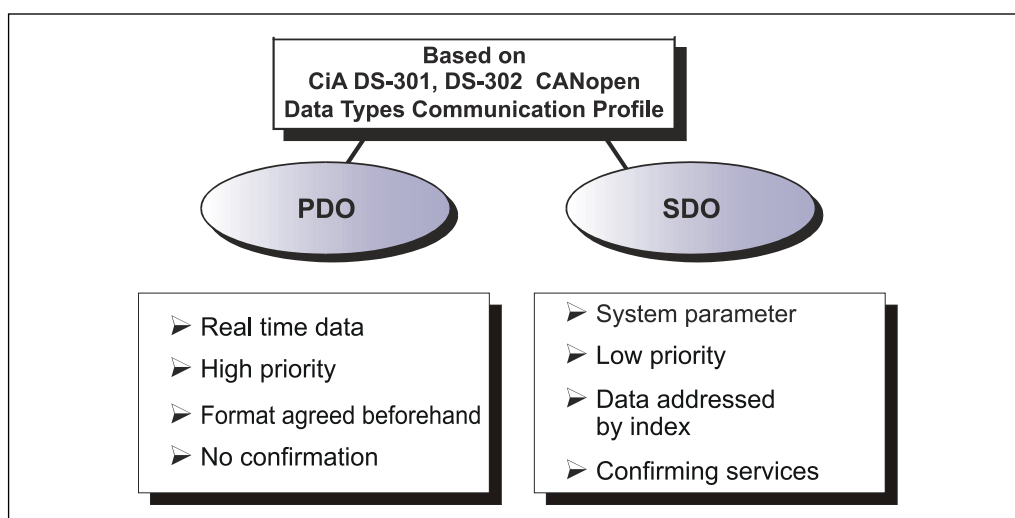 Based on
CiA DS-301, DS-302 CANopen
Data Types Communication Profile
PDO
SDO
Real time data
High priority
Format agreed beforehand
No confirmation
System parameter
Low priority
Data addressed
by index
Confirming services